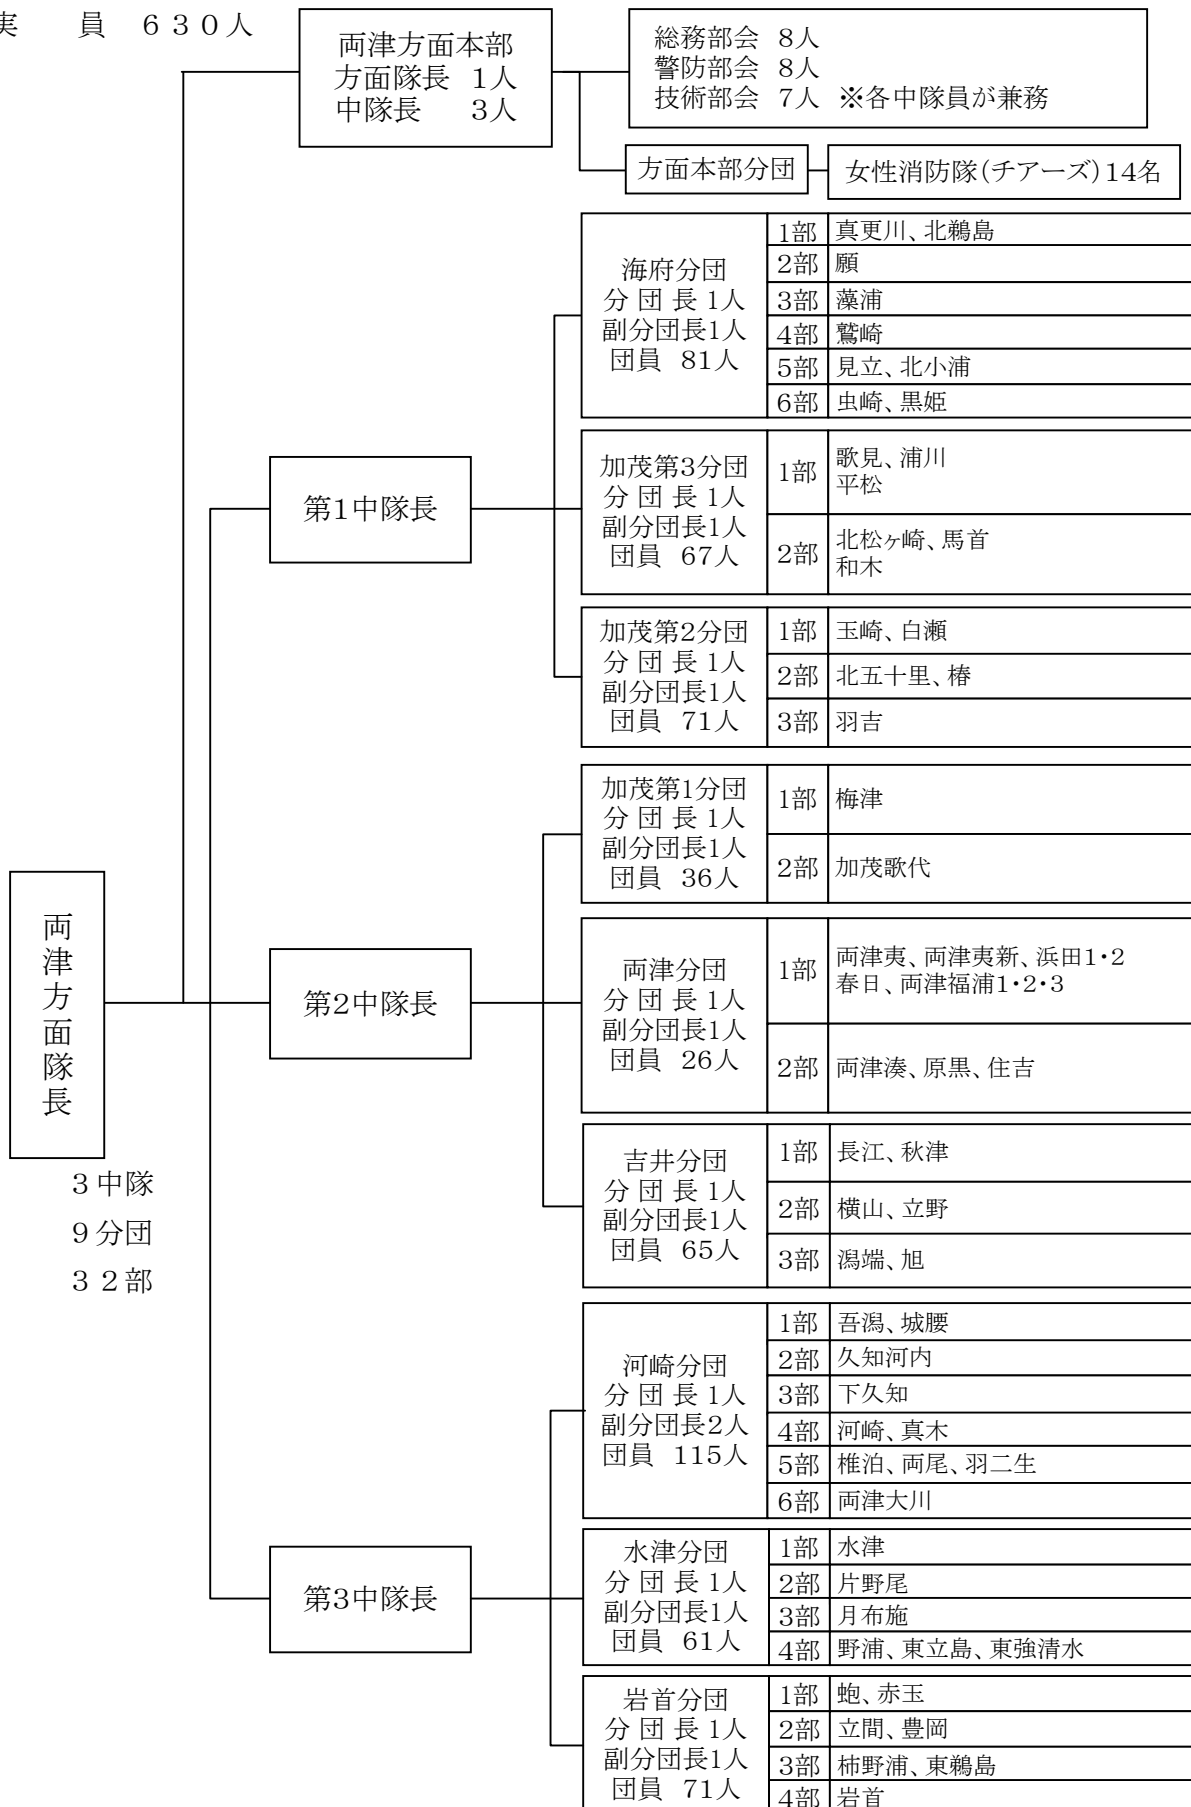 実　員　６３０人
両津方面本部
方面隊長 1人
中隊長 3人
総務部会 8人
警防部会 8人
技術部会 7人 ※各中隊員が兼務
方面本部分団
女性消防隊(チアーズ)14名
海府分団
分 団 長 1人
副分団長1人
団員 81人
1部 真更川、北鵜島
2部 願
3部 藻浦
4部 鷲崎
5部 見立、北小浦
6部 虫崎、黒姫
第1中隊長
加茂第3分団
分 団 長 1人
副分団長1人
団員 67人
1部 歌見、浦川
平松
2部 北松ヶ崎、馬首
和木
加茂第2分団
分 団 長 1人
副分団長1人
団員 71人
1部 玉崎、白瀬
2部 北五十里、椿
3部 羽吉
両津方面隊長
３中隊
９分団
３２部
第2中隊長
加茂第1分団
分 団 長 1人
副分団長1人
団員 36人
1部 梅津
2部 加茂歌代
両津分団
分 団 長 1人
副分団長1人
団員 26人
1部 両津夷、両津夷新、浜田1・2
春日、両津福浦1・2・3
2部 両津湊、原黒、住吉
吉井分団
分 団 長 1人
副分団長1人
団員 65人
1部 長江、秋津
2部 横山、立野
3部 潟端、旭
第3中隊長
河崎分団
分 団 長 1人
副分団長2人
団員 115人
1部 吾潟、城腰
2部 久知河内
3部 下久知
4部 河崎、真木
5部 椎泊、両尾、羽二生
6部 両津大川
水津分団
分 団 長 1人
副分団長1人
団員 61人
1部 水津
2部 片野尾
3部 月布施
4部 野浦、東立島、東強清水
岩首分団
分 団 長 1人
副分団長1人
団員 71人
1部 蚫、赤玉
2部 立間、豊岡
3部 柿野浦、東鵜島
4部 岩首